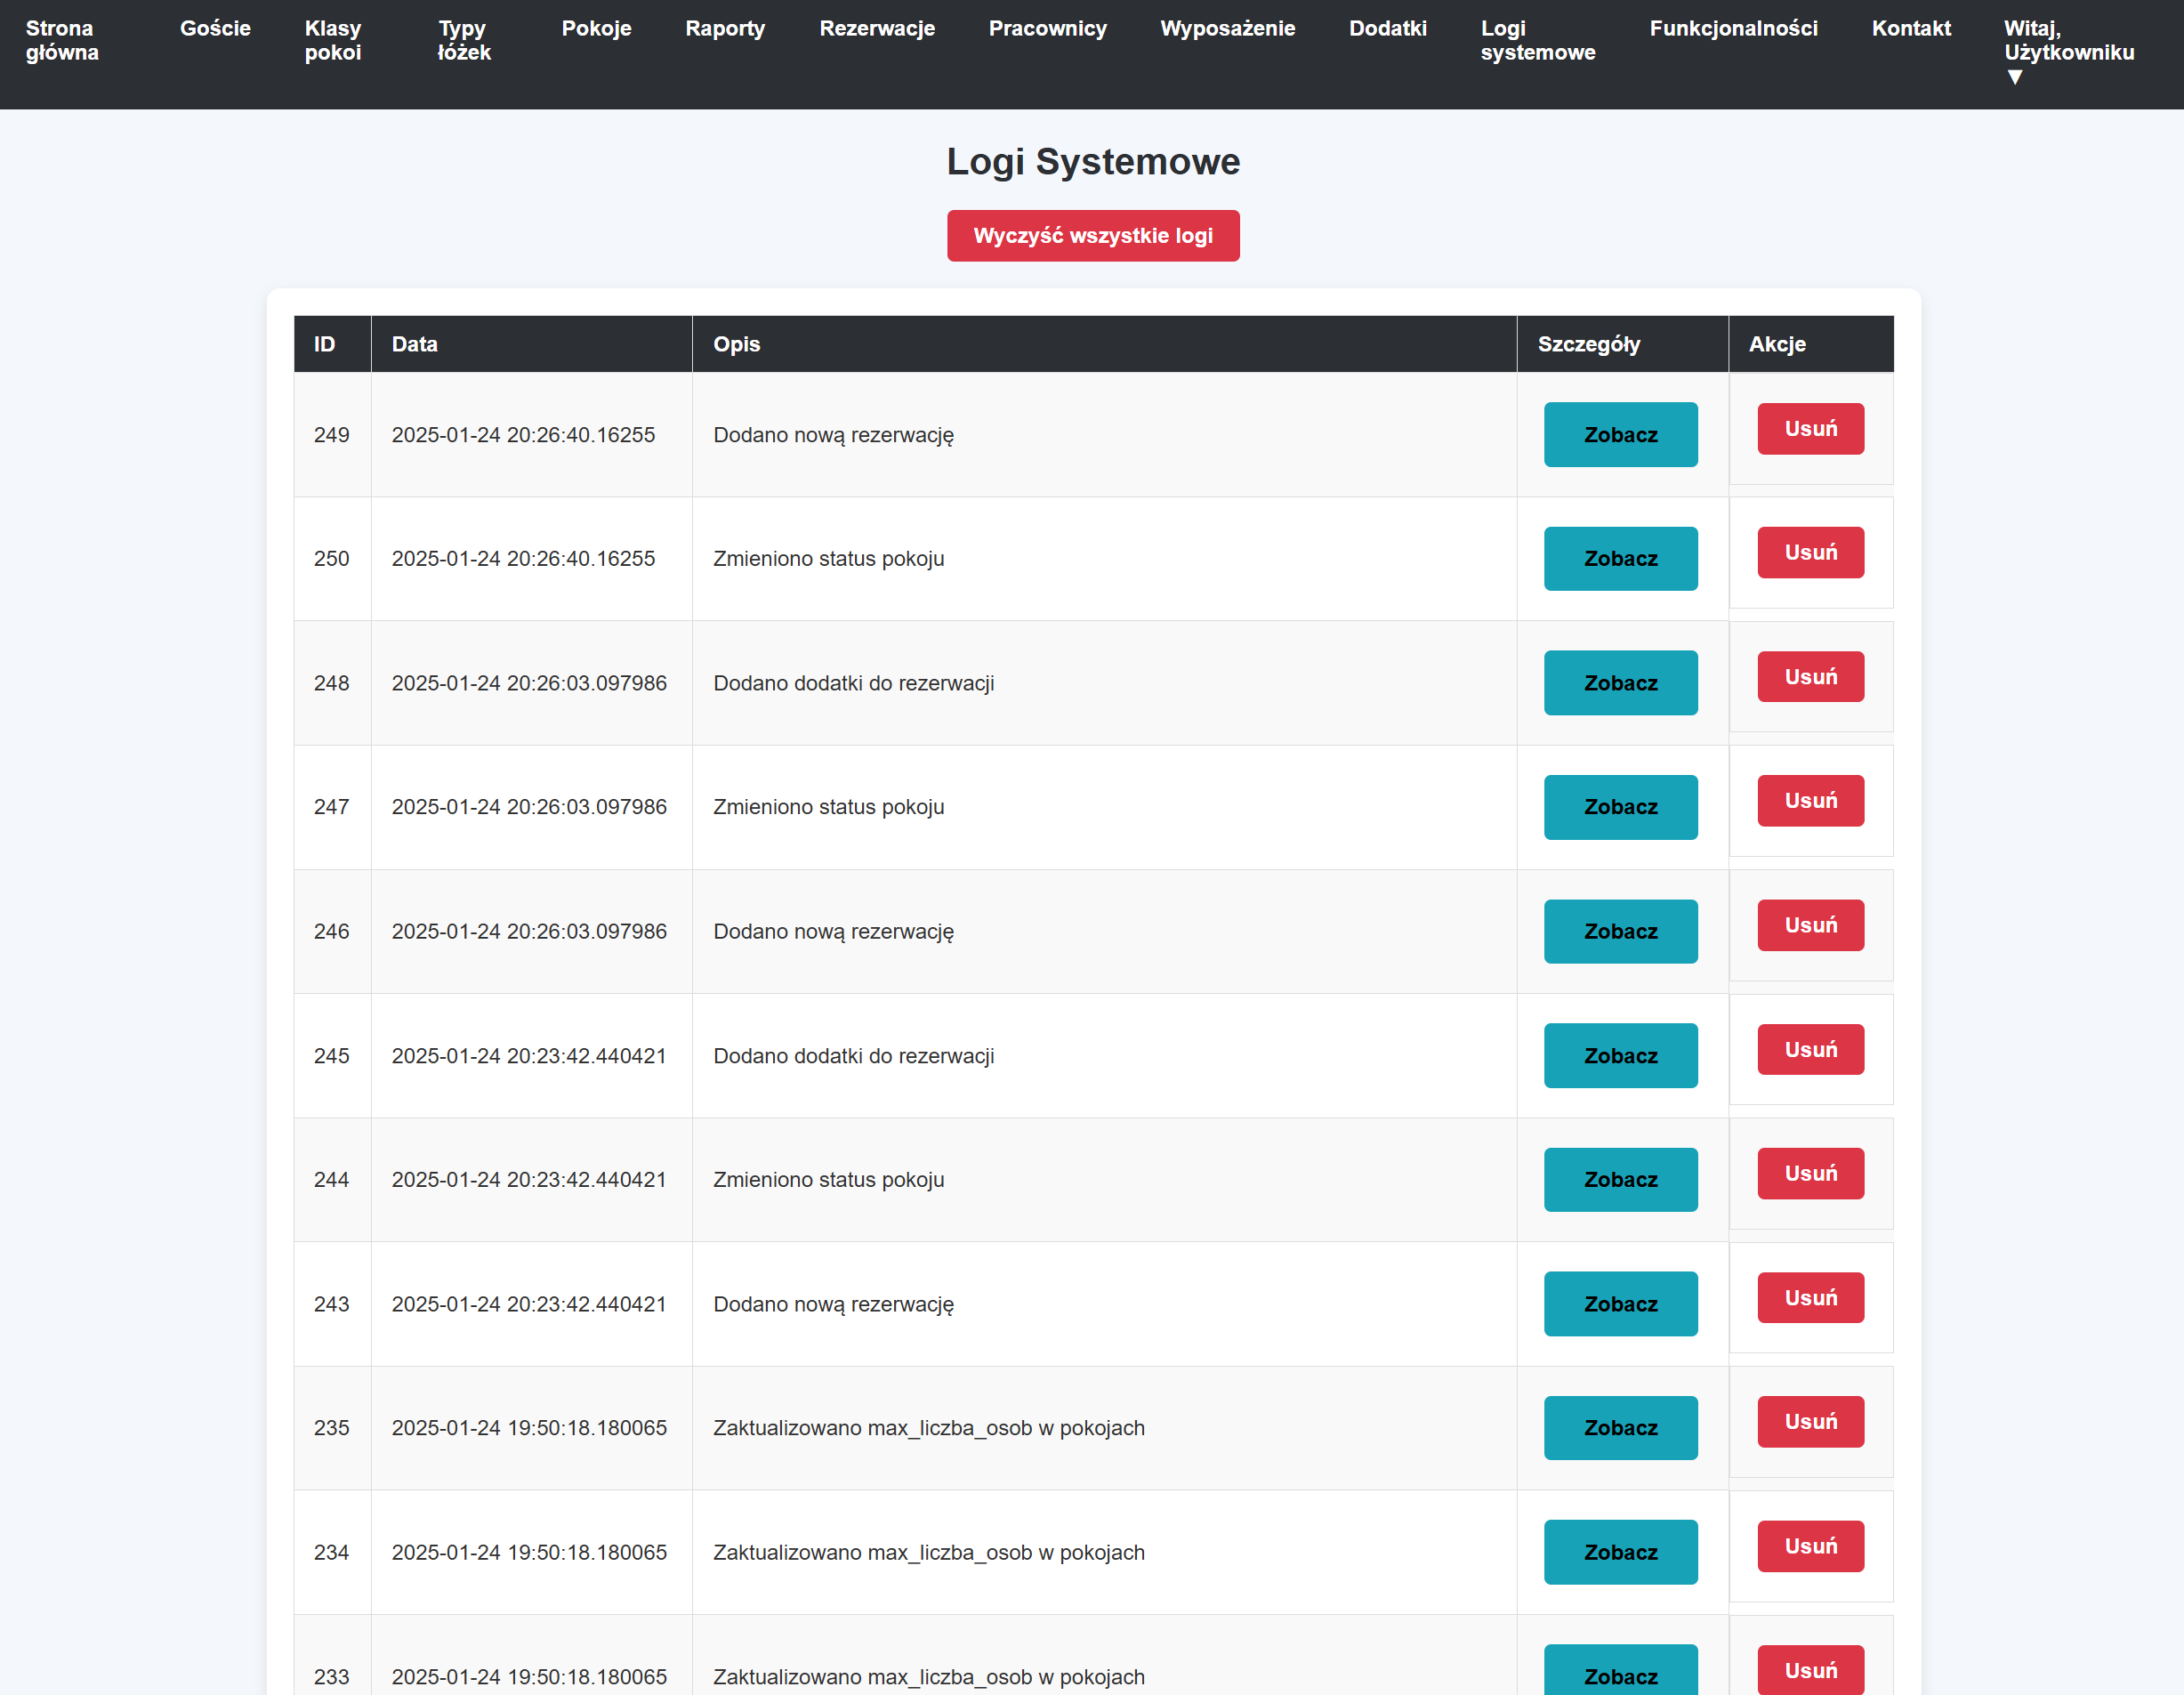 Strona główna Goście Klasy pokoi Typy łóżek Pokoje Raporty Rezerwacje Pracownicy Wyposażenie Dodatki Logi systemowe Funkcjonalności Kontakt Witaj, Użytkowniku ▼
Logi Systemowe
Wyczyść wszystkie logi
ID Data Opis Szczegóły Akcje
249 2025-01-24 20:26:40.16255 Dodano nową rezerwację Zobacz Usuń
250 2025-01-24 20:26:40.16255 Zmieniono status pokoju Zobacz Usuń
248 2025-01-24 20:26:03.097986 Dodano dodatki do rezerwacji Zobacz Usuń
247 2025-01-24 20:26:03.097986 Zmieniono status pokoju Zobacz Usuń
246 2025-01-24 20:26:03.097986 Dodano nową rezerwację Zobacz Usuń
245 2025-01-24 20:23:42.440421 Dodano dodatki do rezerwacji Zobacz Usuń
244 2025-01-24 20:23:42.440421 Zmieniono status pokoju Zobacz Usuń
243 2025-01-24 20:23:42.440421 Dodano nową rezerwację Zobacz Usuń
235 2025-01-24 19:50:18.180065 Zaktualizowano max_liczba_osob w pokojach Zobacz Usuń
234 2025-01-24 19:50:18.180065 Zaktualizowano max_liczba_osob w pokojach Zobacz Usuń
233 2025-01-24 19:50:18.180065 Zaktualizowano max_liczba_osob w pokojach Zobacz Usuń